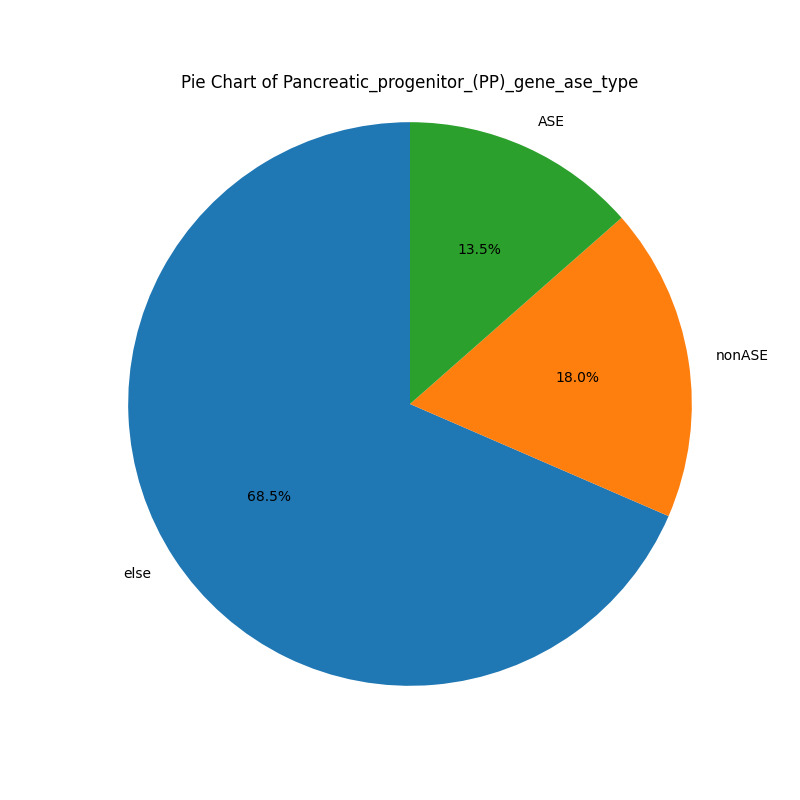 Pie Chart of Pancreatic_progenitor_(PP)_gene_ase_type
ASE
13.5%
nonASE
18.0%
68.5%
else